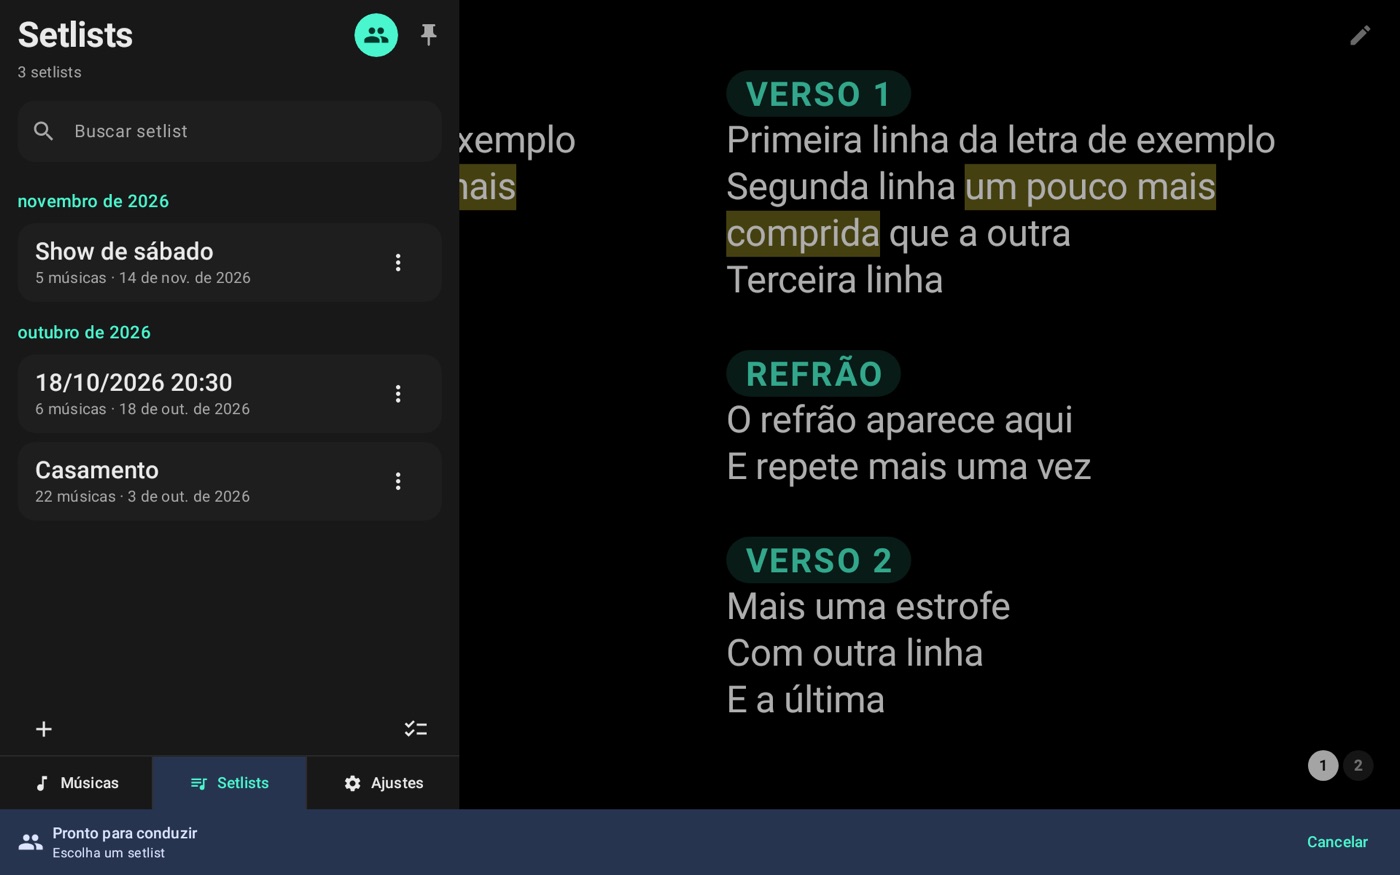 Setlists
3 setlists
Buscar setlist
novembro de 2026
Show de sábado
5 músicas · 14 de nov. de 2026
outubro de 2026
18/10/2026 20:30
6 músicas · 18 de out. de 2026
Casamento
22 músicas · 3 de out. de 2026
Músicas
Setlists
Ajustes
xemplo
mais
VERSO 1
Primeira linha da letra de exemplo
Segunda linha um pouco mais
comprida que a outra
Terceira linha
REFRÃO
O refrão aparece aqui
E repete mais uma vez
VERSO 2
Mais uma estrofe
Com outra linha
E a última
1 2
Pronto para conduzir
Escolha um setlist
Cancelar